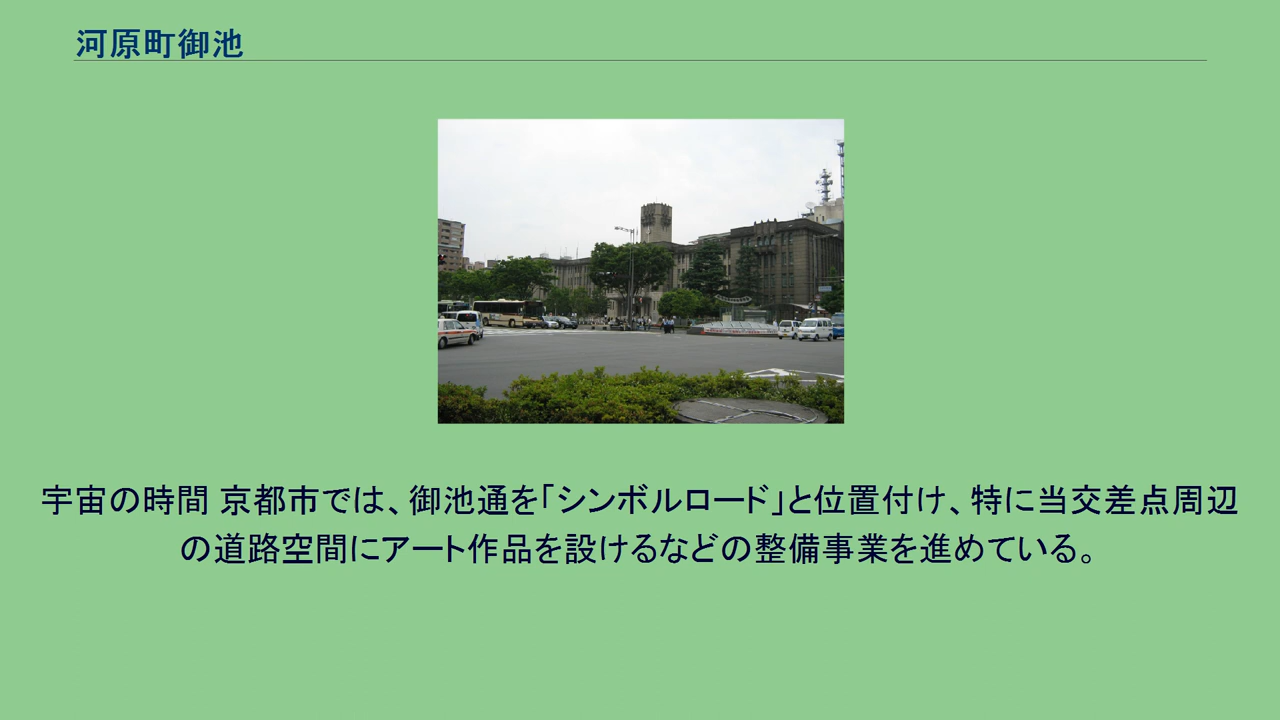 河原町御池
宇宙の時間 京都市では、御池通を「シンボルロード」と位置付け、特に当交差点周辺
の道路空間にアート作品を設けるなどの整備事業を進めている。